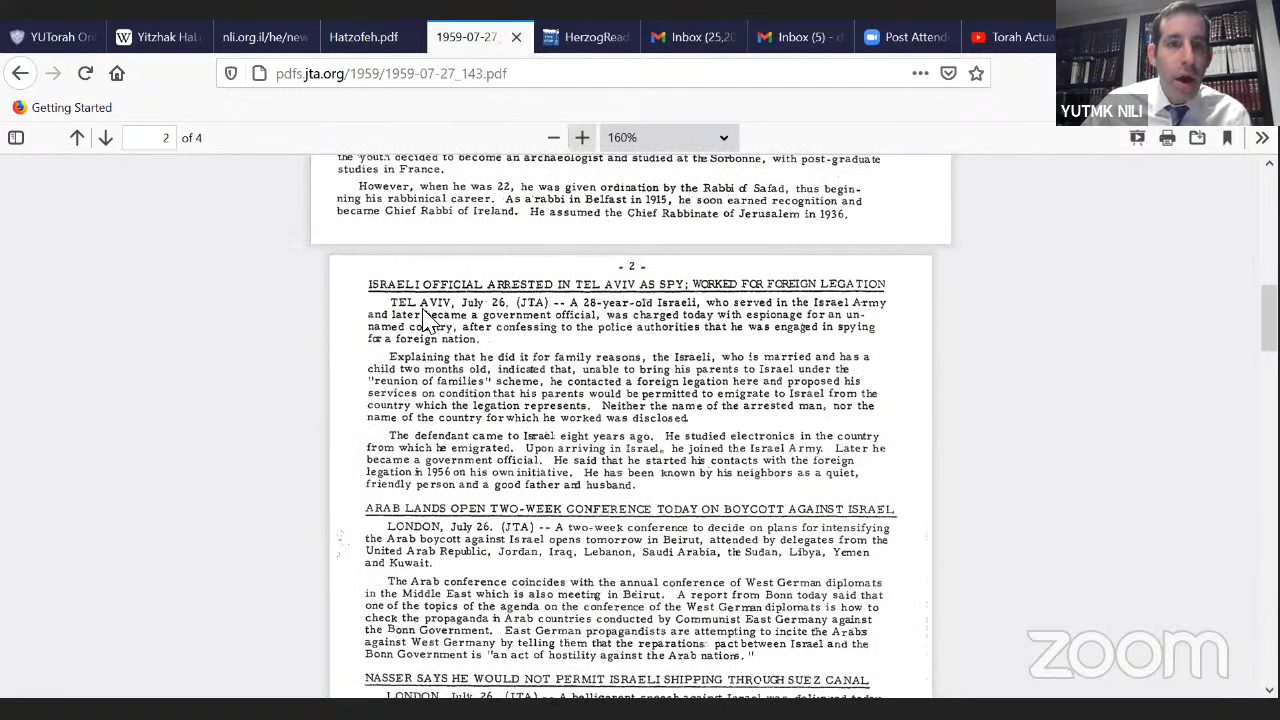 YUTorah On
Yitzhak HaL
nli.org.il/he/new
Hatzofeh.pdf
1959-07-27_
HerzogRead
Inbox (25,20
Inbox (5) - r
Post Attend
Torah Actua
pdfs.jta.org/1959/1959-07-27_143.pdf
YUTMK NILI
Getting Started
2 of 4
160%
the youth decided to become an archaeologist and studied at the Sorbonne, with post-graduate
studies in France.
However, when he was 22, he was given ordination by the Rabbi of Safad, thus begin-
ning his rabbinical career. As a rabbi in Belfast in 1915, he soon earned recognition and
became Chief Rabbi of Ireland. He assumed the Chief Rabbinate of Jerusalem in 1936.
- 2 -
ISRAELI OFFICIAL ARRESTED IN TEL AVIV AS SPY; WORKED FOR FOREIGN LEGATION
TEL AVIV, July 26. (JTA) -- A 28-year-old Israeli, who served in the Israel Army
and later became a government official, was charged today with espionage for an un-
named country, after confessing to the police authorities that he was engaged in spying
for a foreign nation.
Explaining that he did it for family reasons, the Israeli, who is married and has a
child two months old, indicated that, unable to bring his parents to Israel under the
"reunion of families" scheme, he contacted a foreign legation here and proposed his
services on condition that his parents would be permitted to emigrate to Israel from the
country which the legation represents. Neither the name of the arrested man, nor the
name of the country for which he worked was disclosed.
The defendant came to Israel eight years ago. He studied electronics in the country
from which he emigrated. Upon arriving in Israel, he joined the Israel Army. Later he
became a government official. He said that he started his contacts with the foreign
legation in 1956 on his own initiative. He has been known by his neighbors as a quiet,
friendly person and a good father and husband.
ARAB LANDS OPEN TWO-WEEK CONFERENCE TODAY ON BOYCOTT AGAINST ISRAEL
LONDON, July 26. (JTA) -- A two-week conference to decide on plans for intensifying
the Arab boycott against Israel opens tomorrow in Beirut, attended by delegates from the
United Arab Republic, Jordan, Iraq, Lebanon, Saudi Arabia, the Sudan, Libya, Yemen
and Kuwait.
The Arab conference coincides with the annual conference of West German diplomats
in the Middle East which is also meeting in Beirut. A report from Bonn today said that
one of the topics of the agenda on the conference of the West German diplomats is how to
check the propaganda in Arab countries conducted by Communist East Germany against
the Bonn Government. East German propagandists are attempting to incite the Arabs
against West Germany by telling them that the reparations pact between Israel and the
Bonn Government is "an act of hostility against the Arab nations."
zoom
NASSER SAYS HE WOULD NOT PERMIT ISRAELI SHIPPING THROUGH SUEZ CANAL
LONDON, July 26. (JTA) -- A belligerent speech against Israel was delivered today